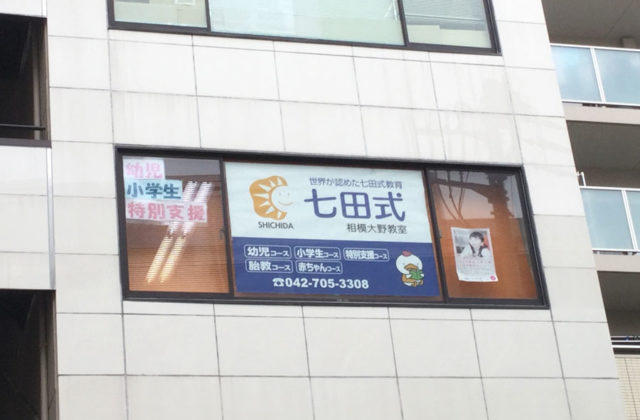 幼児
小学生
特別支援
世界が認めた七田式教育
七田式
SHICHIDA
相模大野教室
幼児コース 小学生コース 特別支援コース
胎教コース 赤ちゃんコース
☎042-705-3308